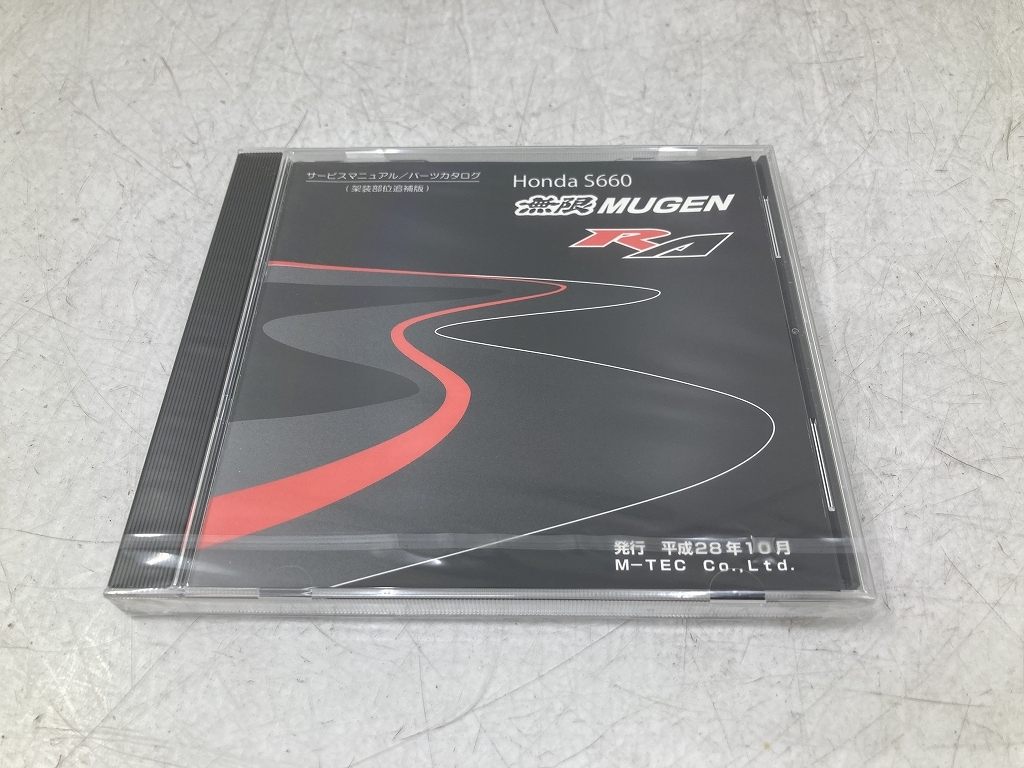 サービスマニュアル／パーツカタログ
（架装部位追補版）
Honda S660
無限 MUGEN
RA
発行 平成28年10月
M-TEC Co.,Ltd.